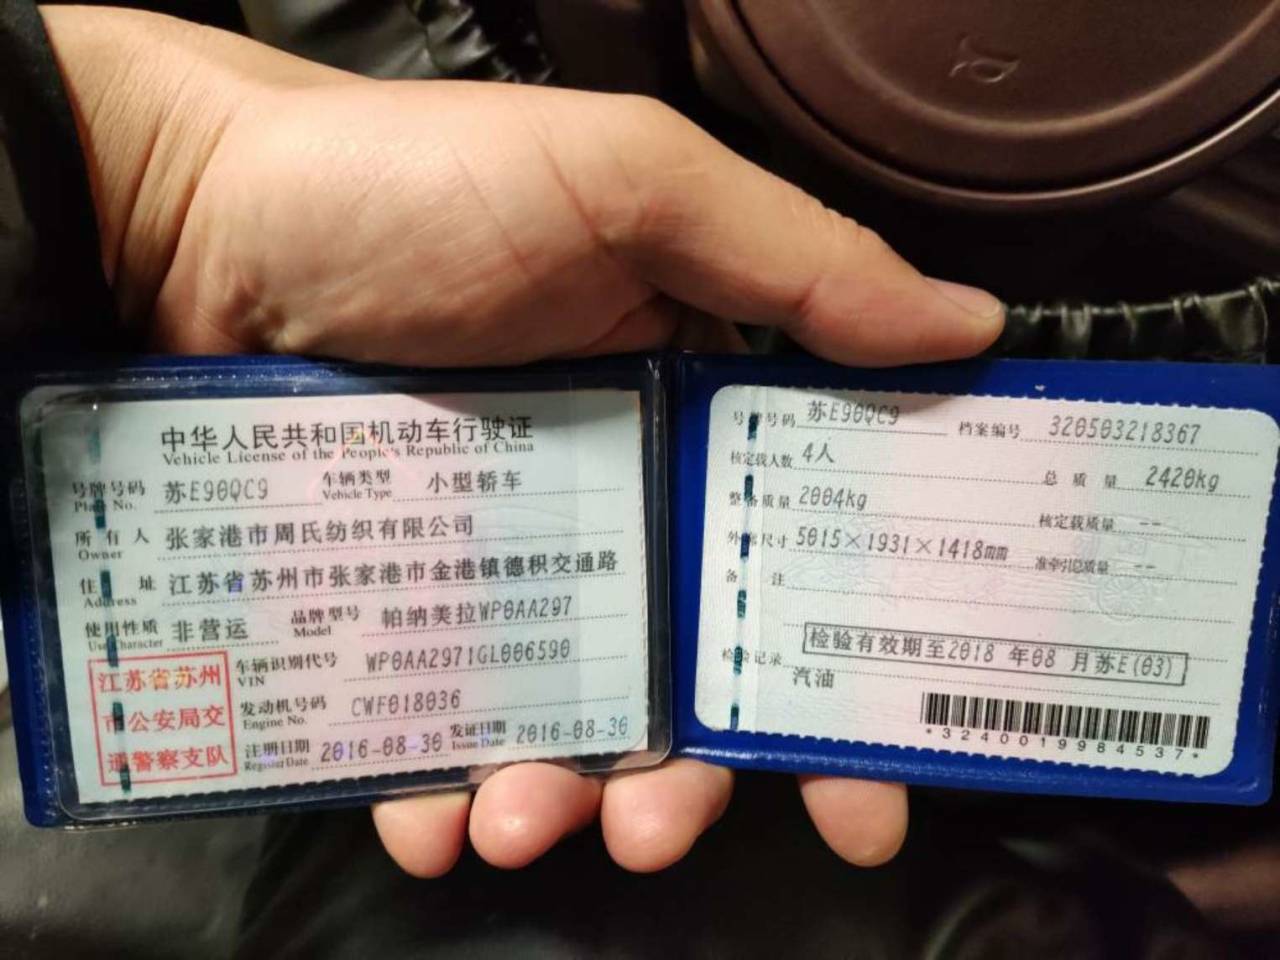 中华人民共和国机动车行驶证
Vehicle License of the People's Republic of China
号牌号码 苏E90QC9 车辆类型 小型轿车
Plate No. Vehicle Type
所有人 张家港市周氏纺织有限公司
Owner
住址 江苏省苏州市张家港市金港镇德积交通路
Address
使用性质 非营运 品牌型号 帕纳美拉WP0AA297
Use Character Model
江苏省苏州
市公安局交
通警察支队
车辆识别代号 WP0AA2971GL006590
VIN
发动机号码 CWF018036
Engine No.
注册日期 2016-08-30 发证日期 2016-08-30
Register Date Issue Date
号牌号码 苏E90QC9 档案编号 320503218367
核定载人数 4人 总质量 2420kg
整备质量 2004kg 核定载质量 --
外廓尺寸 5015×1931×1418mm 准牵引总质量 --
备注
检验记录 检验有效期至2018 年08 月苏E(03)
汽油
*3240019984537*